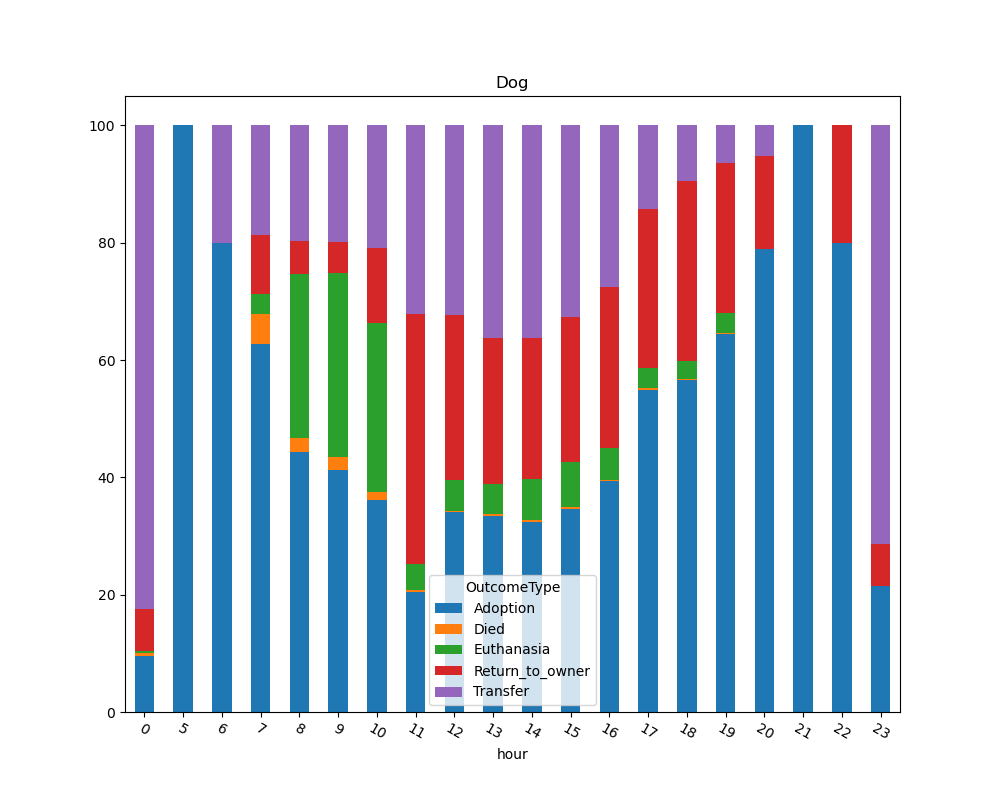 Dog
100
80
60
40
20
0
OutcomeType
Adoption
Died
Euthanasia
Return_to_owner
Transfer
0 5 6 7 8 9 10 11 12 13 14 15 16 17 18 19 20 21 22 23
hour